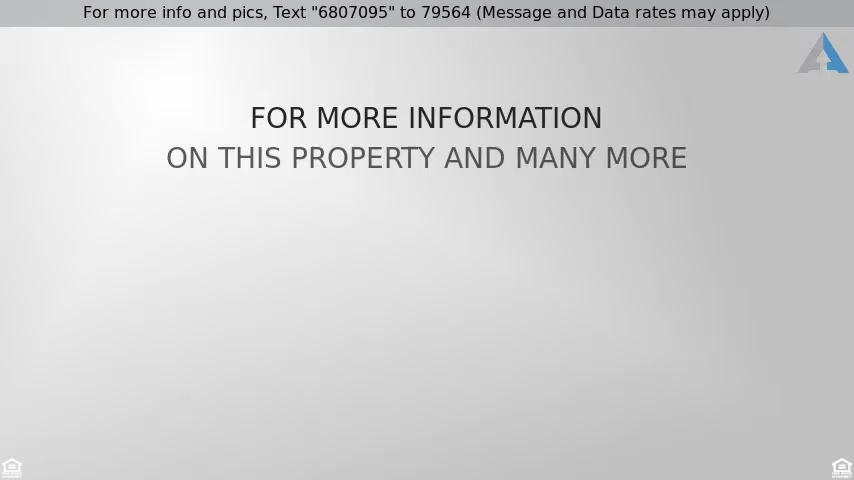 For more info and pics, Text "6807095" to 79564 (Message and Data rates may apply)
FOR MORE INFORMATION
ON THIS PROPERTY AND MANY MORE